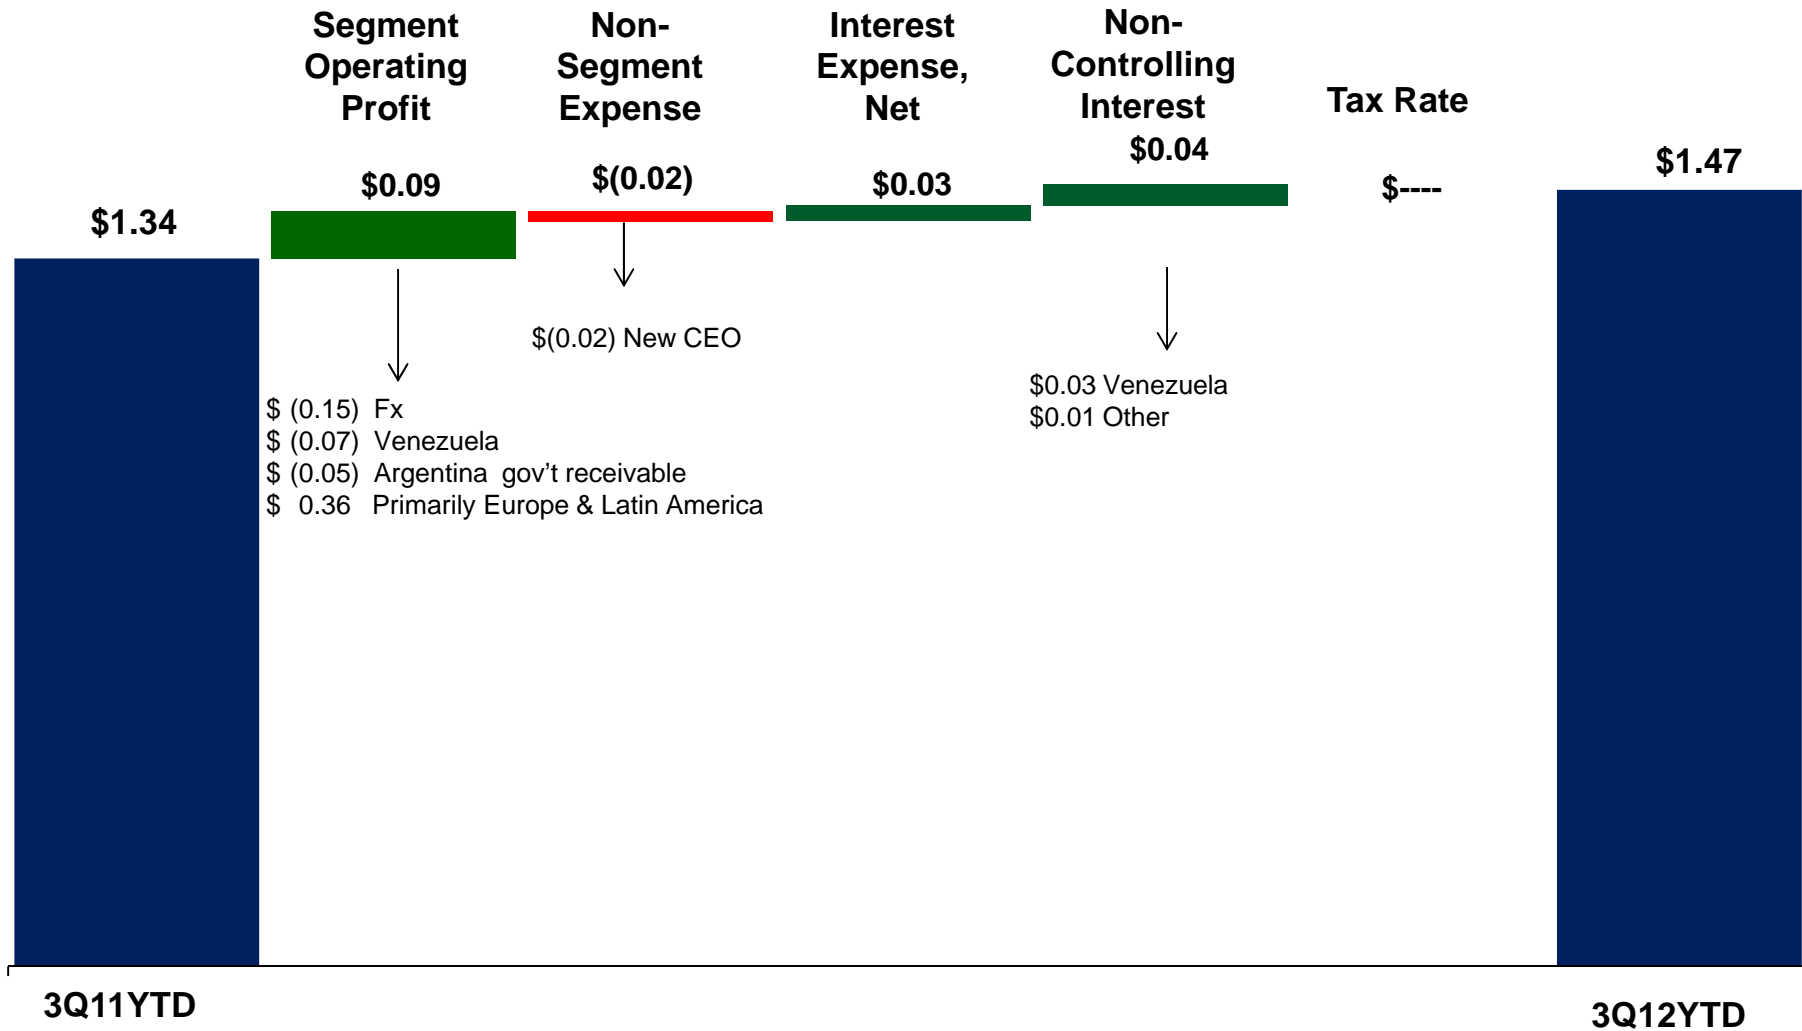 Segment
Operating
Profit
Non-
Segment
Expense
Interest
Expense,
Net
Non-
Controlling
Interest
Tax Rate
$1.34
$0.09
$(0.02)
$0.03
$0.04
$----
$1.47
$ (0.15) Fx
$ (0.07) Venezuela
$ (0.05) Argentina gov’t receivable
$ 0.36 Primarily Europe & Latin America
$(0.02) New CEO
$0.03 Venezuela
$0.01 Other
3Q11YTD
3Q12YTD